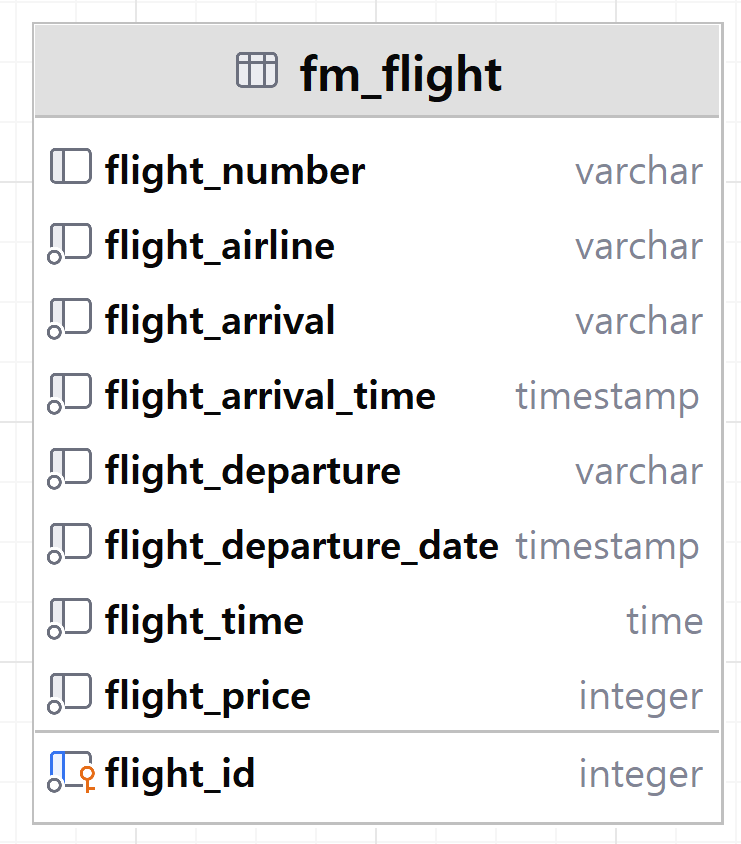 fm_flight
flight_number varchar
flight_airline varchar
flight_arrival varchar
flight_arrival_time timestamp
flight_departure varchar
flight_departure_date timestamp
flight_time time
flight_price integer
flight_id integer